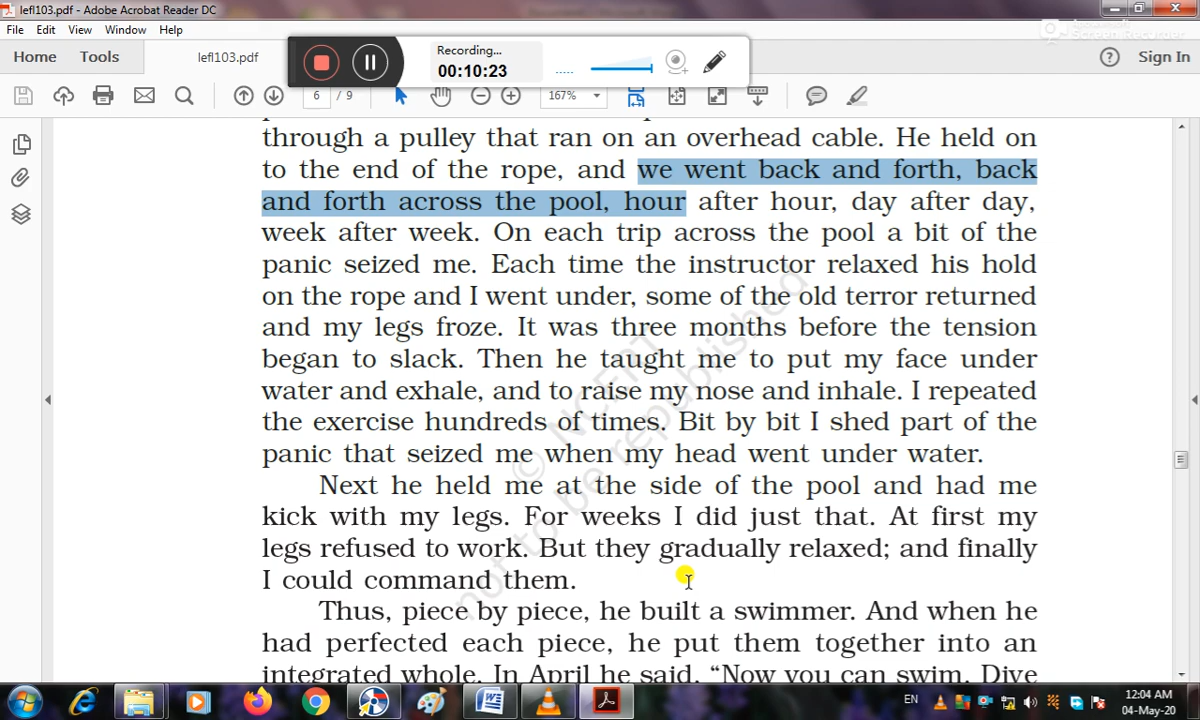 lefl103.pdf - Adobe Acrobat Reader DC
File Edit View Window Help
Home Tools lefl103.pdf
Recording...
00:10:23
Screen Recorder
? Sign In
6 / 9
167%
through a pulley that ran on an overhead cable. He held on
to the end of the rope, and we went back and forth, back
and forth across the pool, hour after hour, day after day,
week after week. On each trip across the pool a bit of the
panic seized me. Each time the instructor relaxed his hold
on the rope and I went under, some of the old terror returned
and my legs froze. It was three months before the tension
began to slack. Then he taught me to put my face under
water and exhale, and to raise my nose and inhale. I repeated
the exercise hundreds of times. Bit by bit I shed part of the
panic that seized me when my head went under water.
Next he held me at the side of the pool and had me
kick with my legs. For weeks I did just that. At first my
legs refused to work. But they gradually relaxed; and finally
I could command them.
Thus, piece by piece, he built a swimmer. And when he
had perfected each piece, he put them together into an
integrated whole. In April he said, “Now you can swim. Dive
© NCERT
not to be republished
EN
12:04 AM
04-May-20